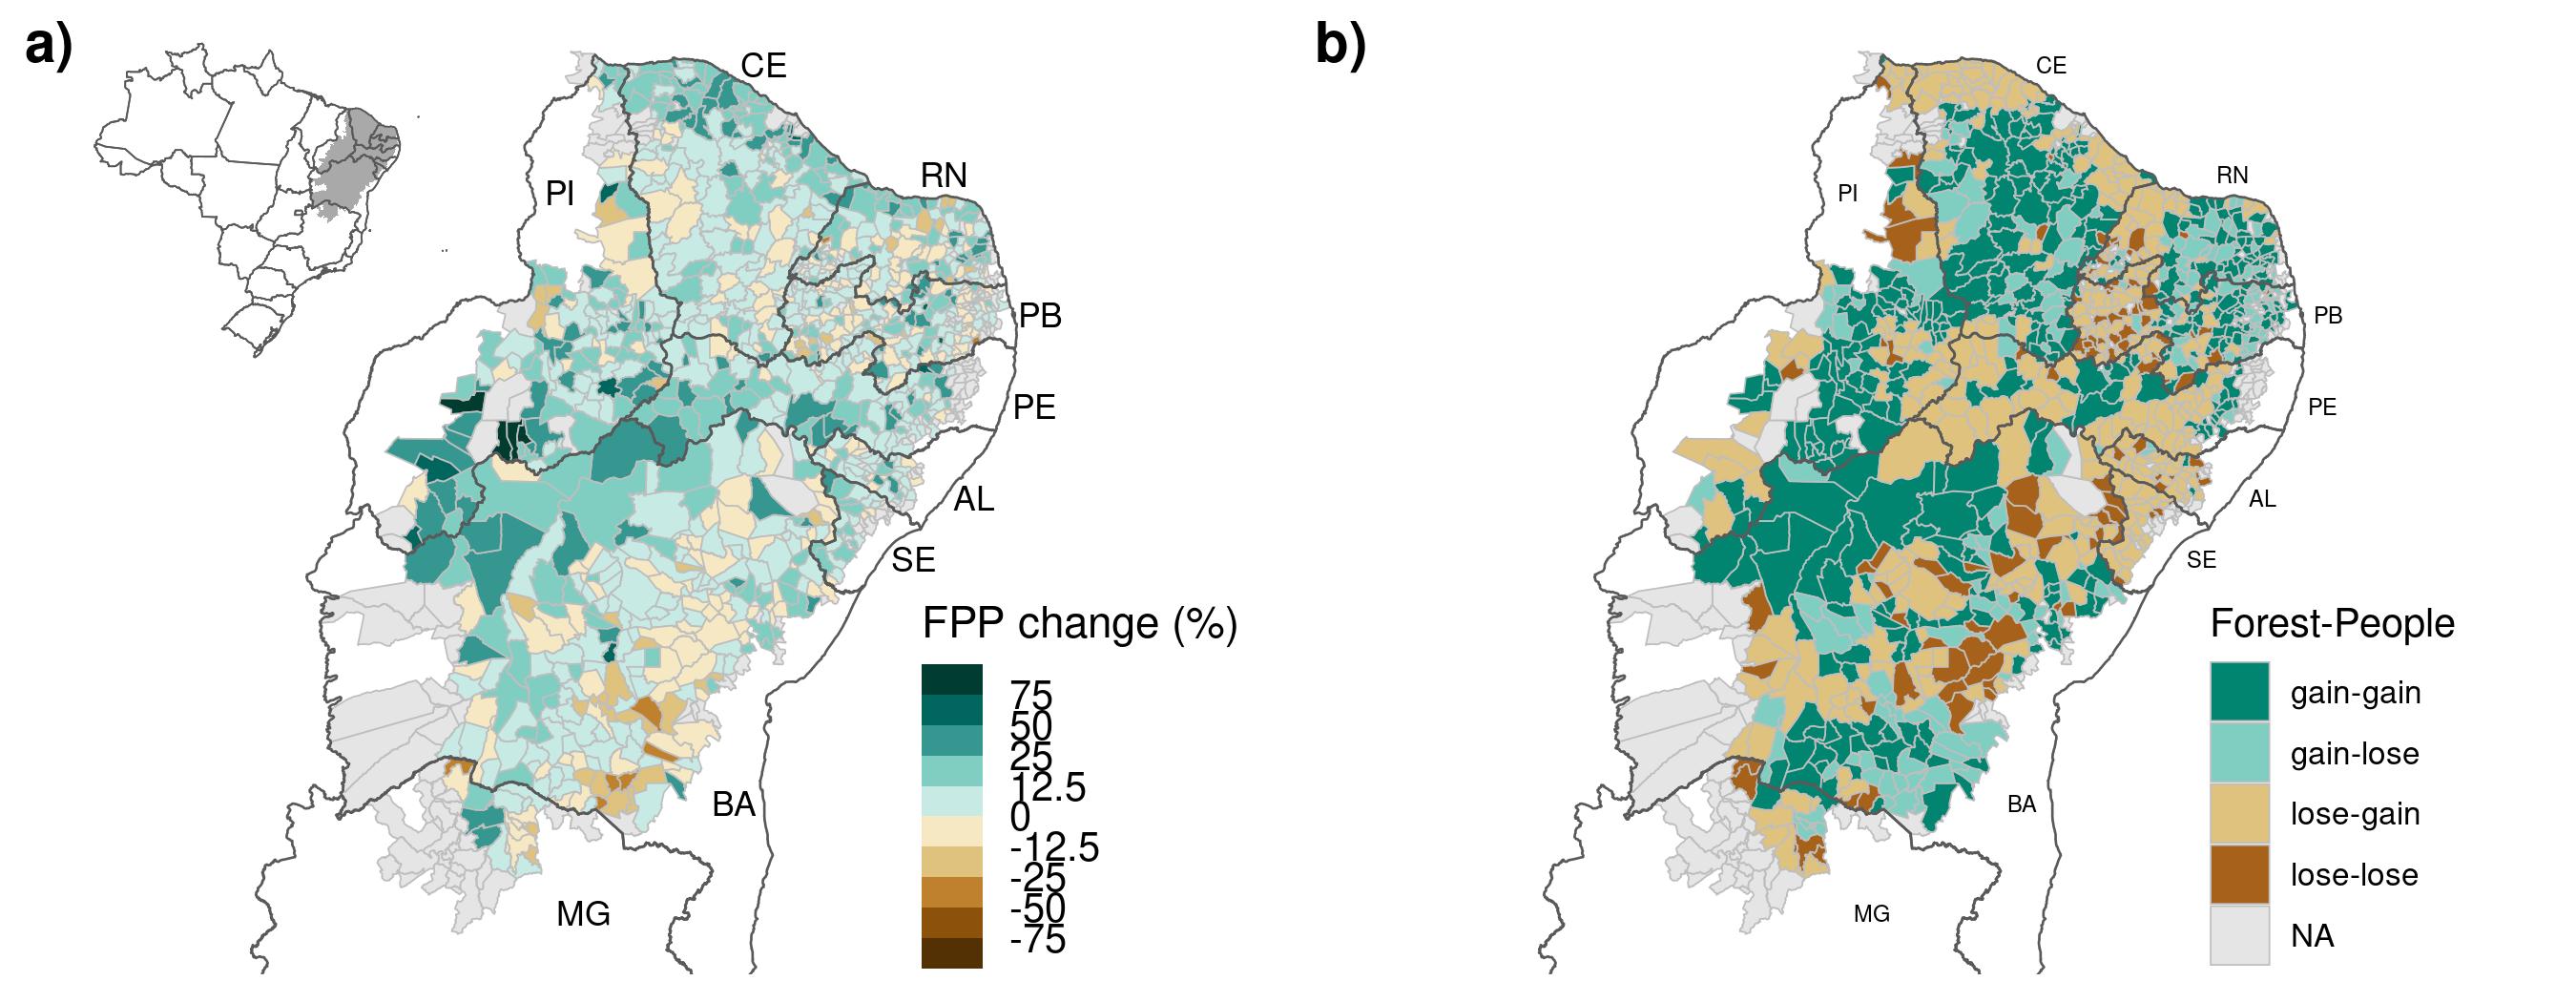 a)
CE
RN
PI
PB
PE
AL
SE
BA
MG
FPP change (%)
75
50
25
12.5
0
-12.5
-25
-50
-75
b)
CE
RN
PI
PB
PE
AL
SE
BA
MG
Forest-People
gain-gain
gain-lose
lose-gain
lose-lose
NA